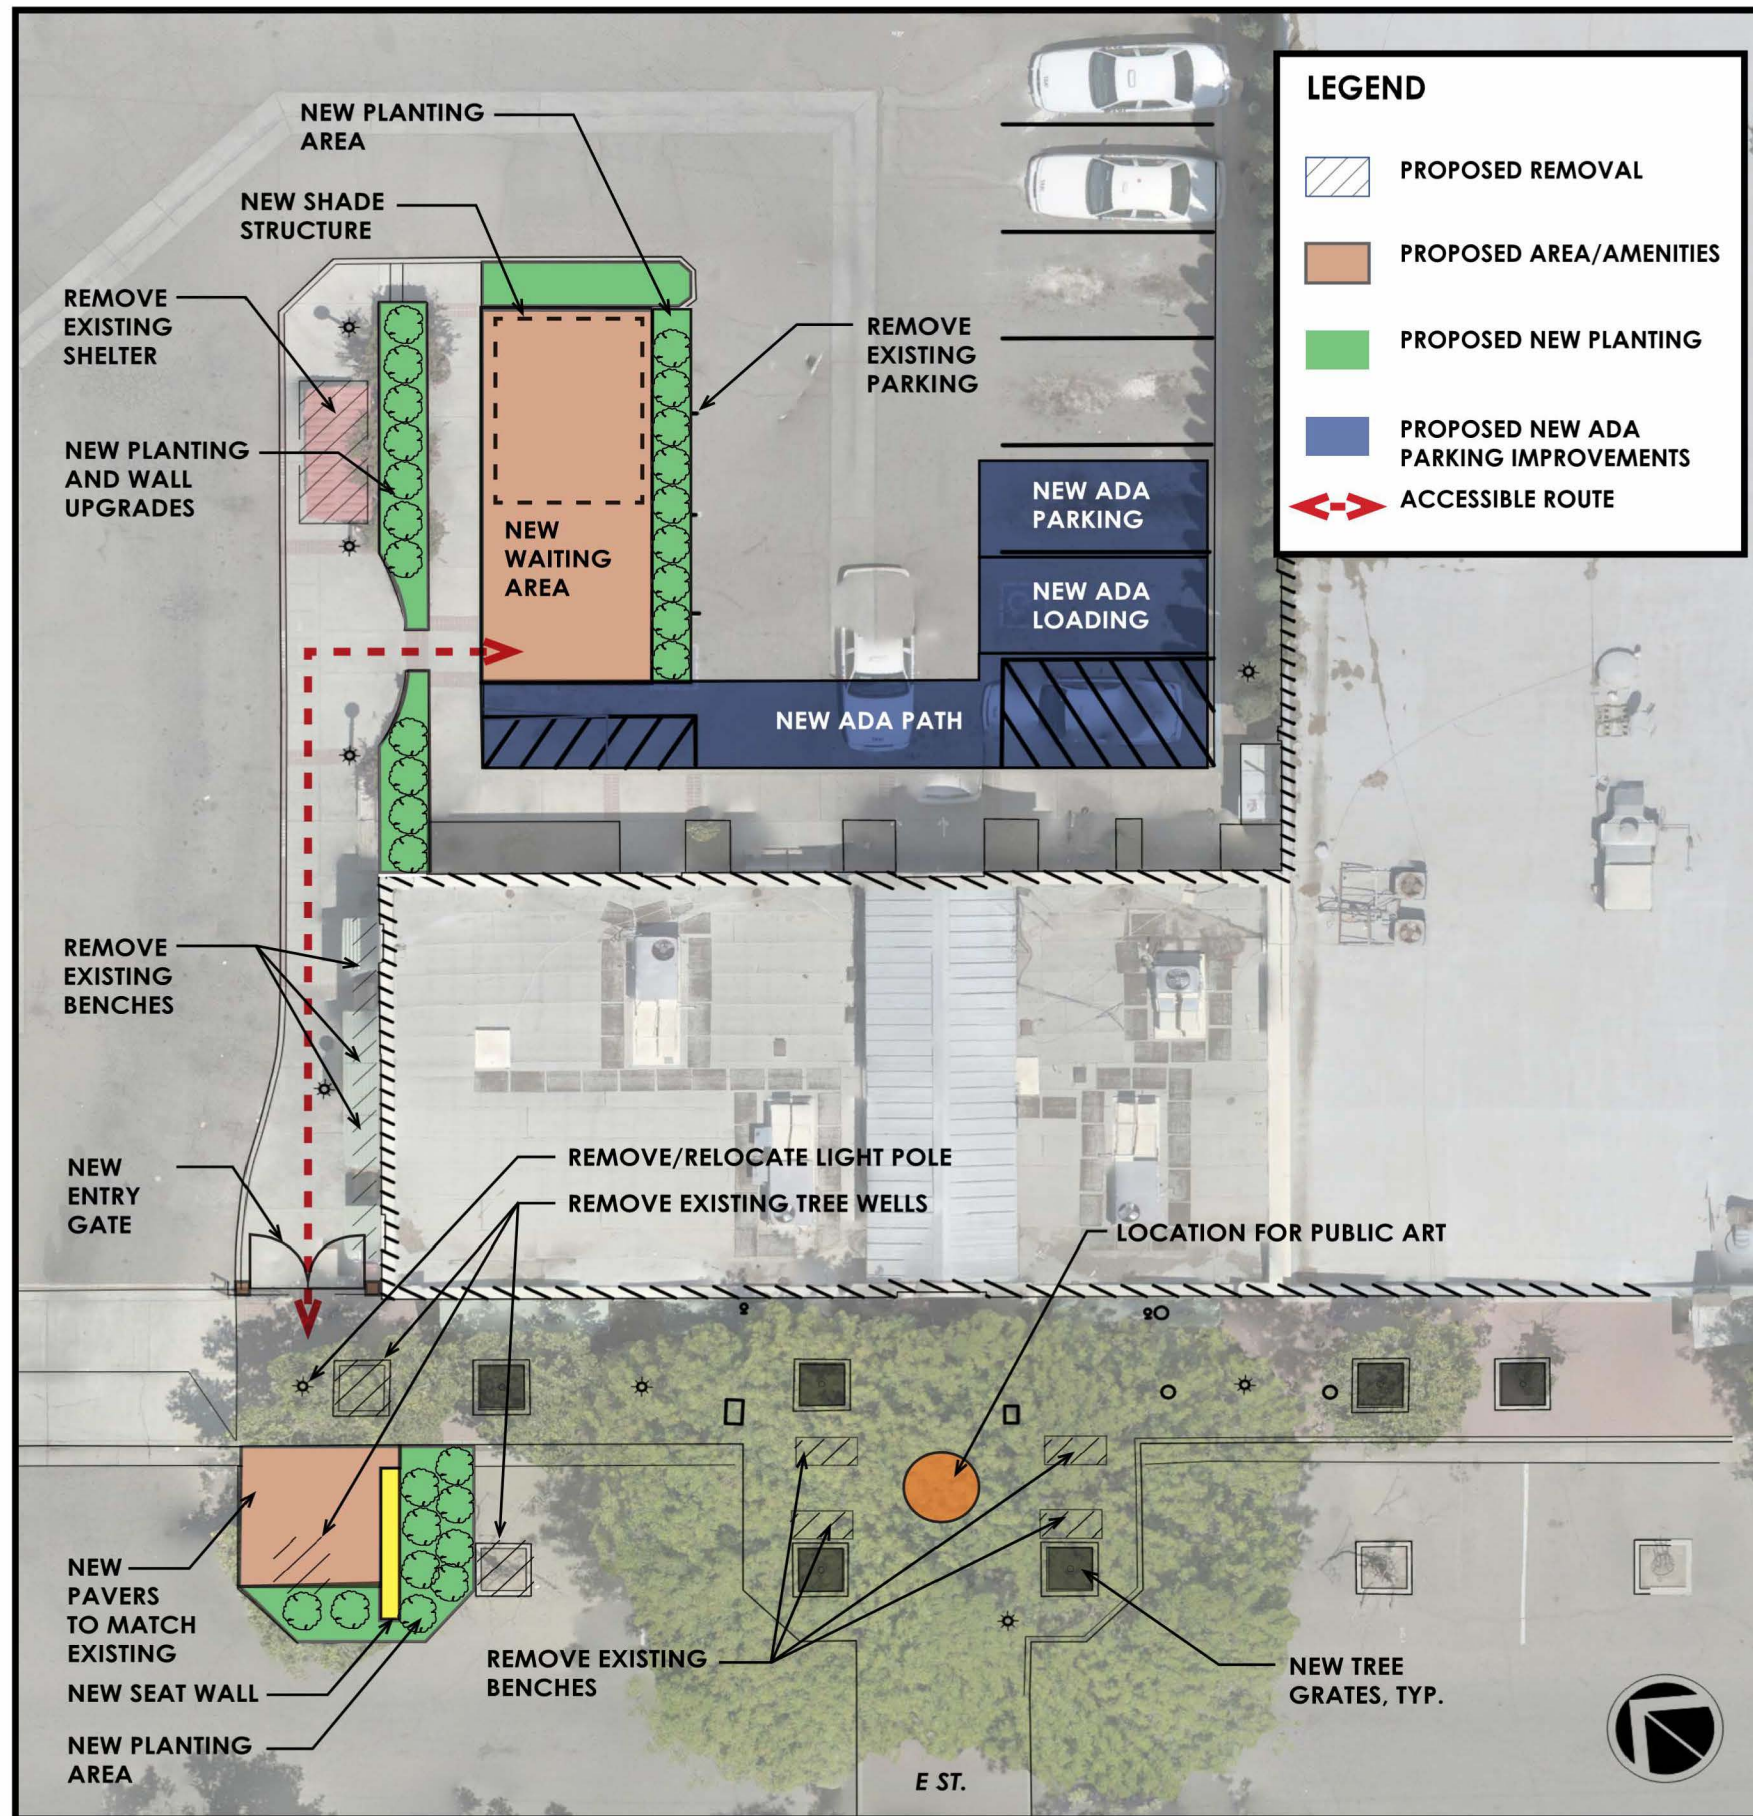 LEGEND
PROPOSED REMOVAL
PROPOSED AREA/AMENITIES
PROPOSED NEW PLANTING
PROPOSED NEW ADA
PARKING IMPROVEMENTS
ACCESSIBLE ROUTE
NEW PLANTING
AREA
NEW SHADE
STRUCTURE
REMOVE
EXISTING
SHELTER
REMOVE
EXISTING
PARKING
NEW PLANTING
AND WALL
UPGRADES
NEW ADA
PARKING
NEW
WAITING
AREA
NEW ADA
LOADING
NEW ADA PATH
REMOVE
EXISTING
BENCHES
NEW
ENTRY
GATE
REMOVE/RELOCATE LIGHT POLE
REMOVE EXISTING TREE WELLS
LOCATION FOR PUBLIC ART
NEW
PAVERS
TO MATCH
EXISTING
NEW SEAT WALL
NEW PLANTING
AREA
REMOVE EXISTING
BENCHES
NEW TREE
GRATES, TYP.
E ST.